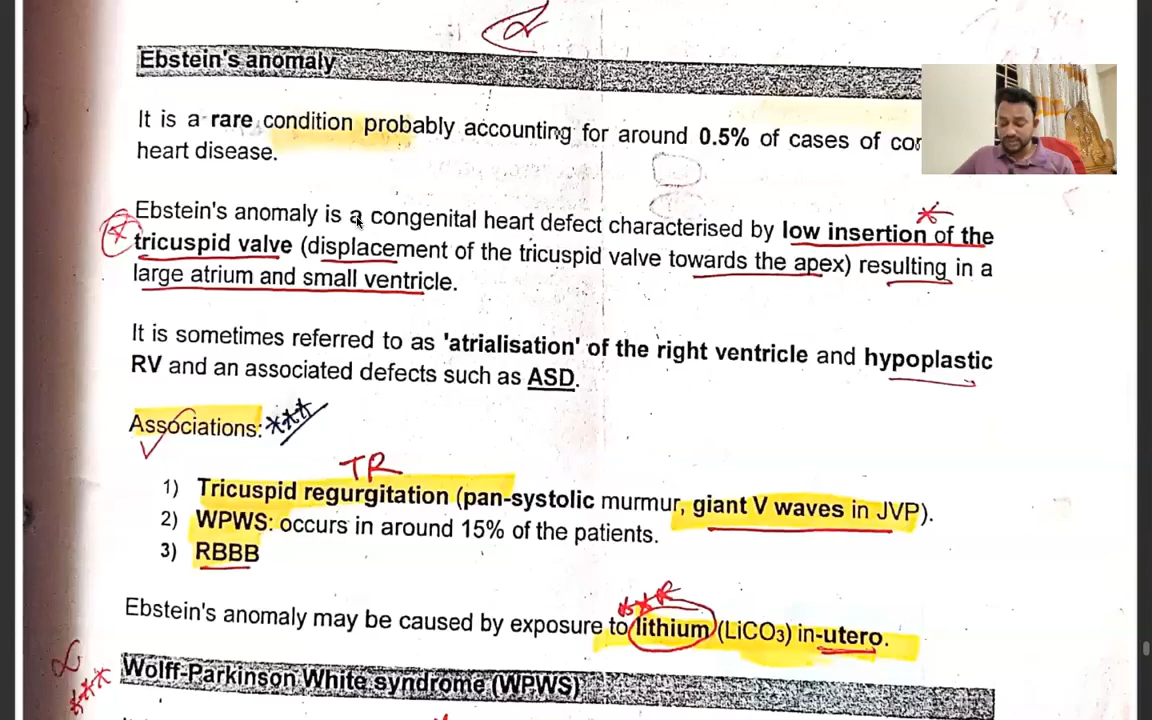 Ebstein's anomaly
It is a rare condition probably accounting for around 0.5% of cases of
heart disease.
Ebstein's anomaly is a congenital heart defect characterised by low insertion of the
tricuspid valve (displacement of the tricuspid valve towards the apex) resulting in a
large atrium and small ventricle.
It is sometimes referred to as 'atrialisation' of the right ventricle and hypoplastic
RV and an associated defects such as ASD.
Associations:
TR
1) Tricuspid regurgitation (pan-systolic murmur, giant V waves in JVP).
2) WPWS: occurs in around 15% of the patients.
3) RBBB
Ebstein's anomaly may be caused by exposure to lithium (LiCO3) in-utero.
Wolff-Parkinson White syndrome (WPWS)